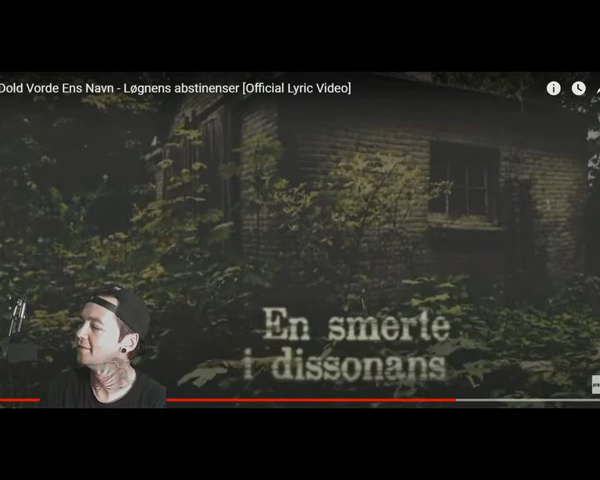 Dold Vorde Ens Navn - Løgnens abstinenser [Official Lyric Video]
En smerte
i dissonans